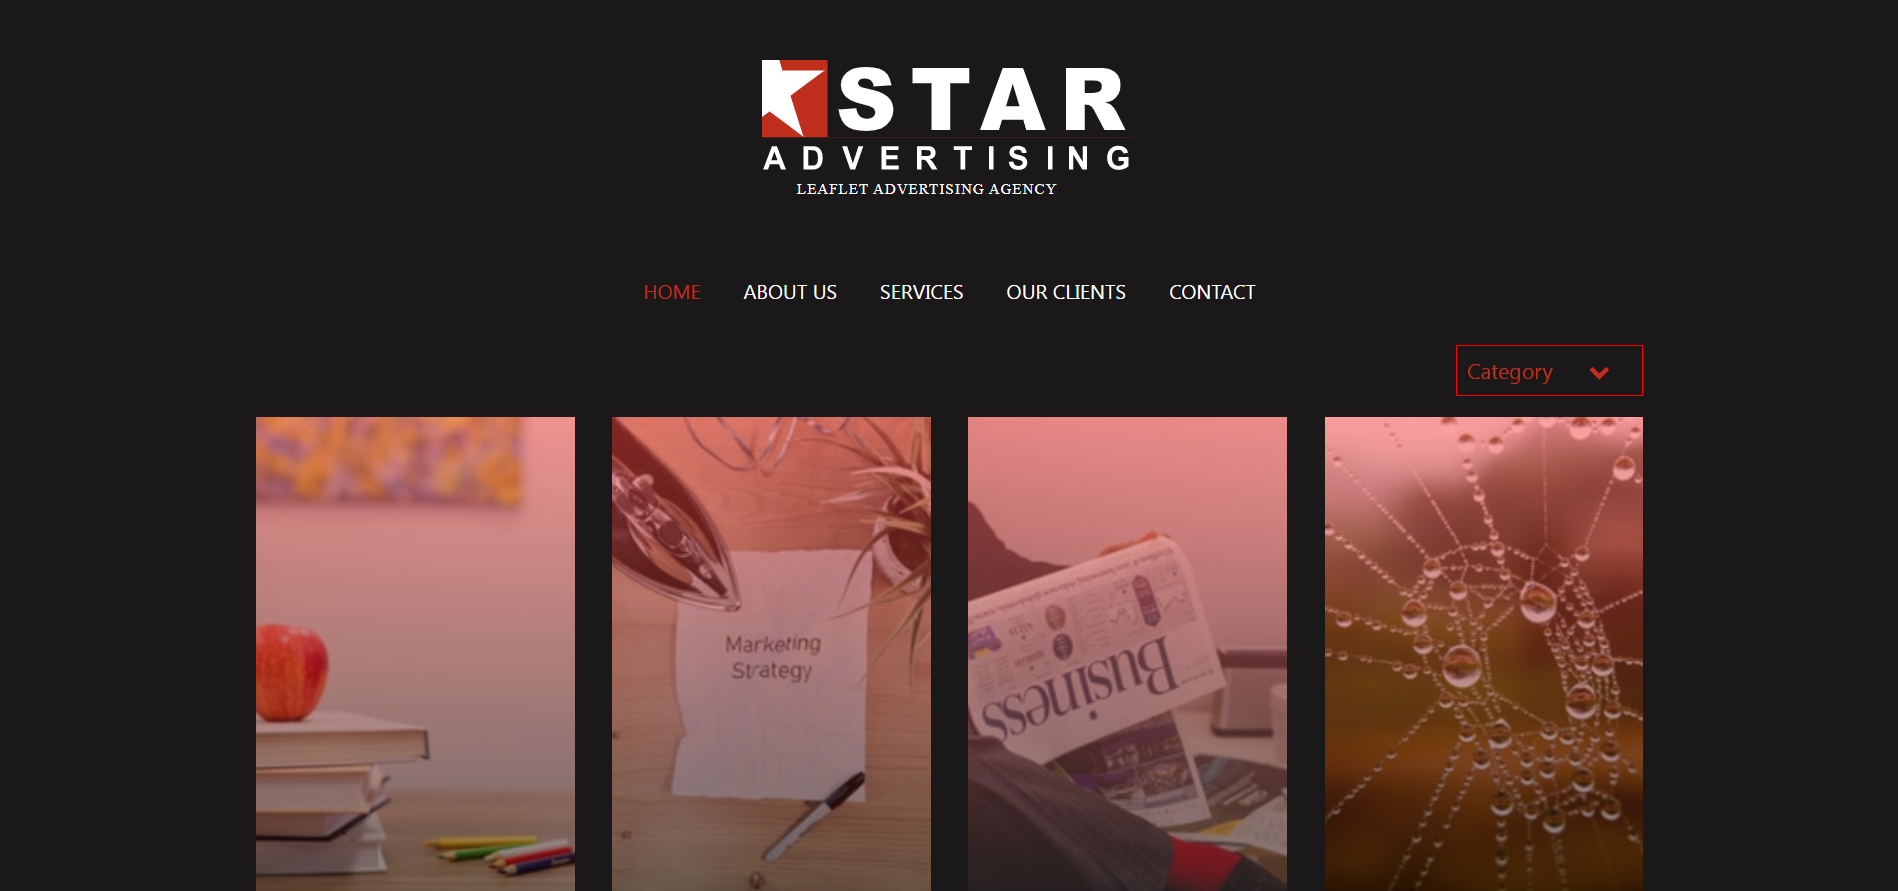 STAR
ADVERTISING
LEAFLET ADVERTISING AGENCY
HOME ABOUT US SERVICES OUR CLIENTS CONTACT
Category
Marketing
Strategy
Business